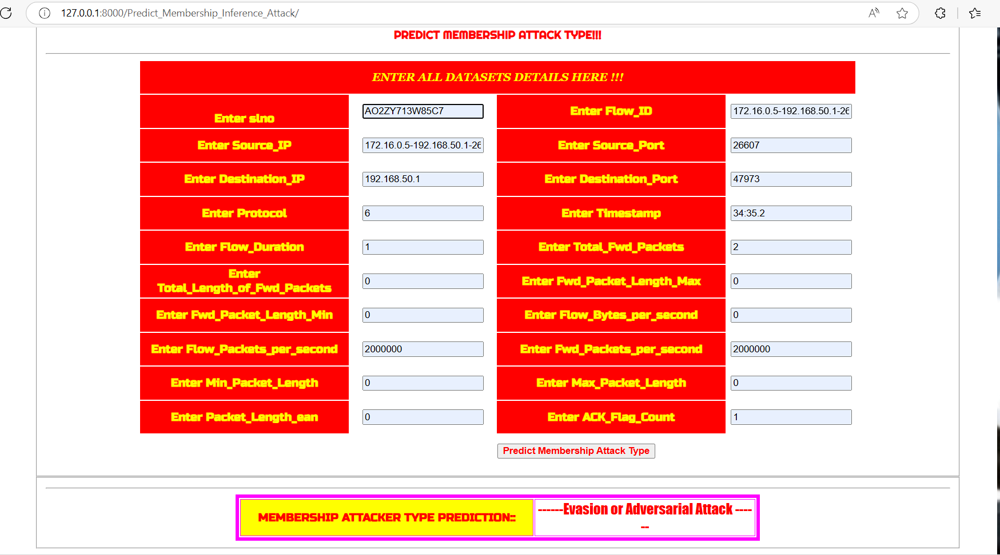 127.0.0.1:8000/Predict_Membership_Inference_Attack/
PREDICT MEMBERSHIP ATTACK TYPE!!!
ENTER ALL DATASETS DETAILS HERE !!!
Enter slno AO2ZY713W85C7 Enter Flow_ID 172.16.0.5-192.168.50.1-26
Enter Source_IP 172.16.0.5-192.168.50.1-26 Enter Source_Port 26607
Enter Destination_IP 192.168.50.1 Enter Destination_Port 47973
Enter Protocol 6 Enter Timestamp 34:35.2
Enter Flow_Duration 1 Enter Total_Fwd_Packets 2
Enter
Total_Length_of_Fwd_Packets 0 Enter Fwd_Packet_Length_Max 0
Enter Fwd_Packet_Length_Min 0 Enter Flow_Bytes_per_second 0
Enter Flow_Packets_per_second 2000000 Enter Fwd_Packets_per_second 2000000
Enter Min_Packet_Length 0 Enter Max_Packet_Length 0
Enter Packet_Length_ean 0 Enter ACK_Flag_Count 1
Predict Membership Attack Type
MEMBERSHIP ATTACKER TYPE PREDICTION:: ------Evasion or Adversarial Attack ----
--